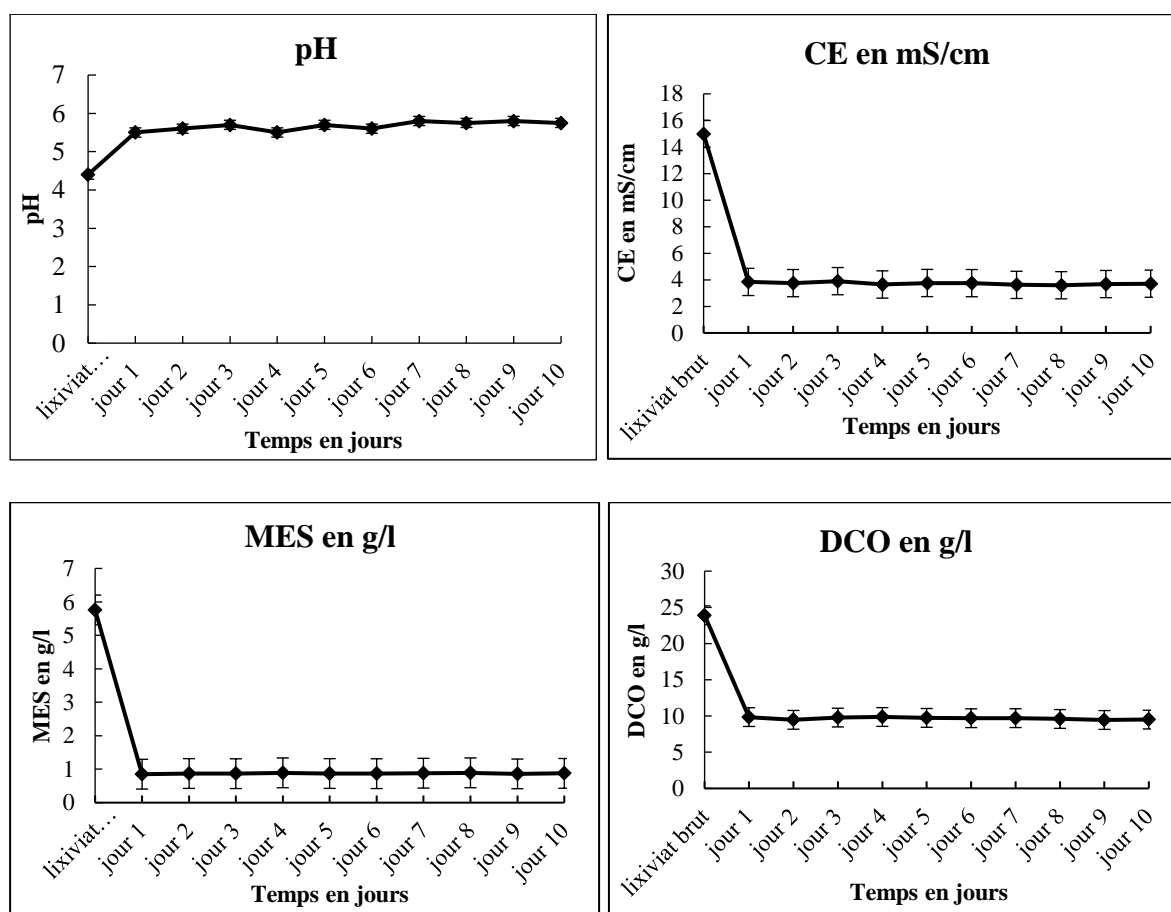 pH
7
6
5
4
3
2
1
0
pH
lixiviat…
jour 1
jour 2
jour 3
jour 4
jour 5
jour 6
jour 7
jour 8
jour 9
jour 10
Temps en jours
CE en mS/cm
18
16
14
12
10
8
6
4
2
0
CE en mS/cm
lixiviat brut
jour 1
jour 2
jour 3
jour 4
jour 5
jour 6
jour 7
jour 8
jour 9
jour 10
Temps en jours
MES en g/l
7
6
5
4
3
2
1
0
MES en g/l
lixiviat…
jour 1
jour 2
jour 3
jour 4
jour 5
jour 6
jour 7
jour 8
jour 9
jour 10
Temps en jours
DCO en g/l
30
25
20
15
10
5
0
DCO en g/l
lixiviat brut
jour 1
jour 2
jour 3
jour 4
jour 5
jour 6
jour 7
jour 8
jour 9
jour 10
Temps en jours